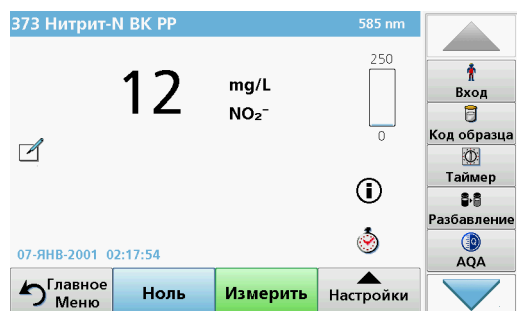 373 Нитрит-N ВК PP 585 nm
250
12 mg/L
NO₂⁻
0
07-ЯНВ-2001 02:17:54
Главное
Меню
Ноль
Измерить
Настройки
Вход
Код образца
Таймер
Разбавление
AQA